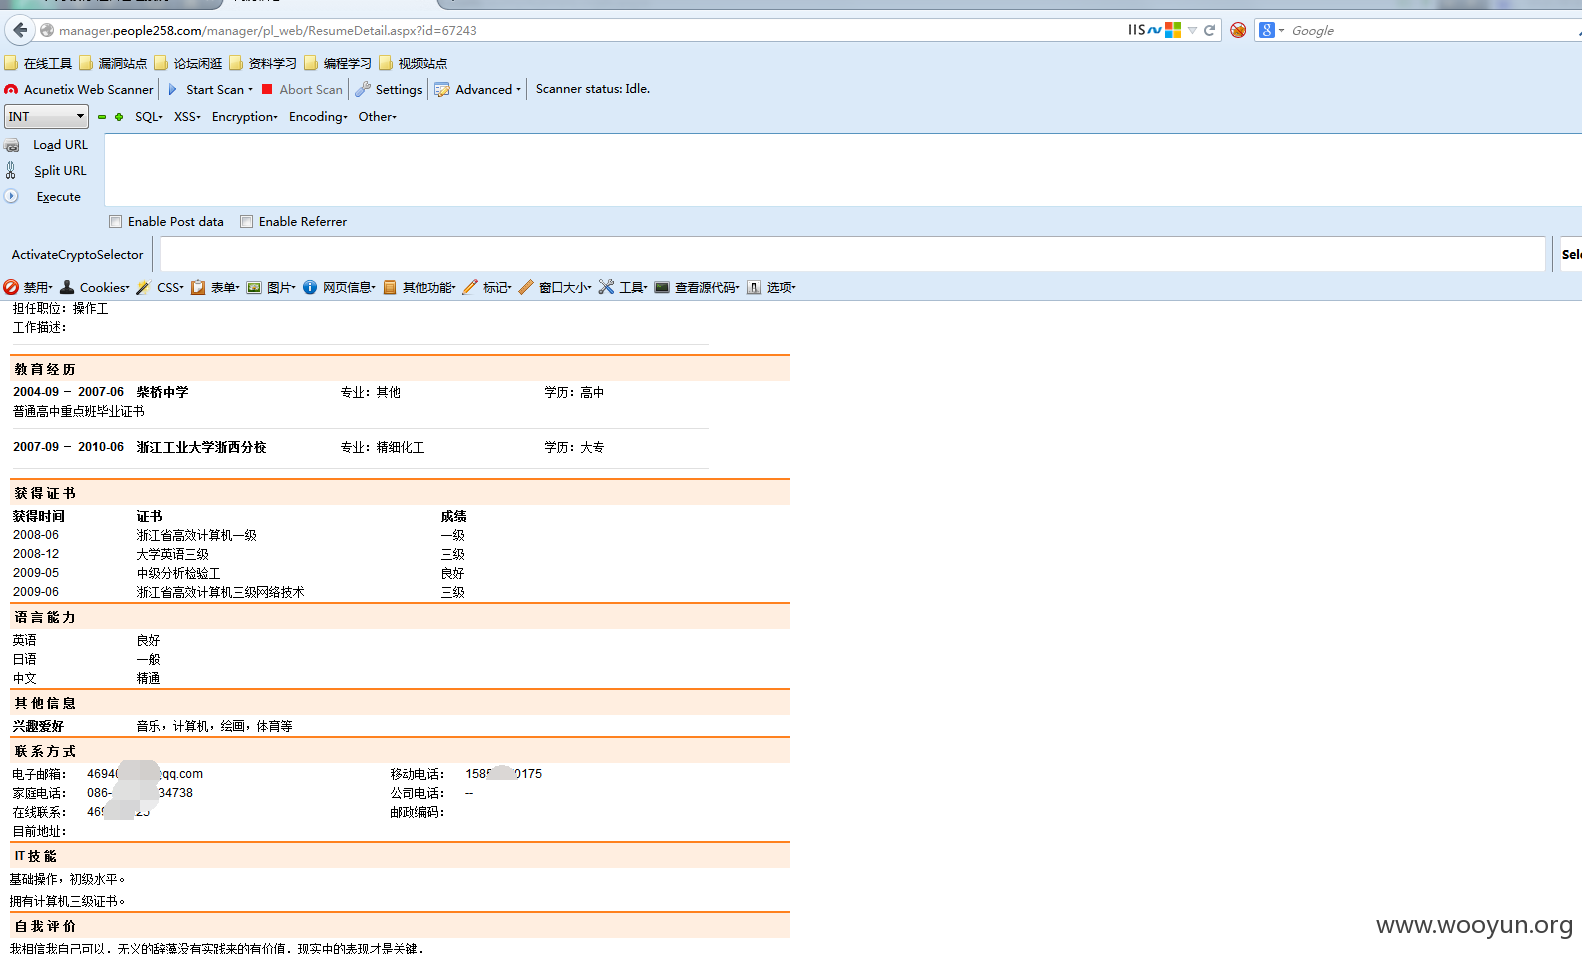 manager.people258.com/manager/pl_web/ResumeDetail.aspx?id=67243
IIS
8 Google
在线工具 漏洞站点 论坛闲逛 资料学习 编程学习 视频站点
Acunetix Web Scanner Start Scan Abort Scan Settings Advanced Scanner status: Idle.
INT SQL XSS Encryption Encoding Other
Load URL
Split URL
Execute
Enable Post data Enable Referrer
ActivateCryptoSelector
禁用 Cookies CSS 表单 图片 网页信息 其他功能 标记 窗口大小 工具 查看源代码 选项
担任职位：操作工
工作描述：
教育经历
2004-09 － 2007-06 柴桥中学 专业：其他 学历：高中
普通高中重点班毕业证书
2007-09 － 2010-06 浙江工业大学浙西分校 专业：精细化工 学历：大专
获得证书
获得时间 证书 成绩
2008-06 浙江省高效计算机一级 一级
2008-12 大学英语三级 三级
2009-05 中级分析检验工 良好
2009-06 浙江省高效计算机三级网络技术 三级
语言能力
英语 良好
日语 一般
中文 精通
其他信息
兴趣爱好 音乐，计算机，绘画，体育等
联系方式
电子邮箱： 4694 qq.com 移动电话： 158 0175
家庭电话： 086- 34738 公司电话： --
在线联系： 46 25 邮政编码：
目前地址：
IT技能
基础操作，初级水平。
拥有计算机三级证书。
自我评价
我相信我自己可以．无义的辞藻没有实践来的有价值．现实中的表现才是关键．
www.wooyun.org